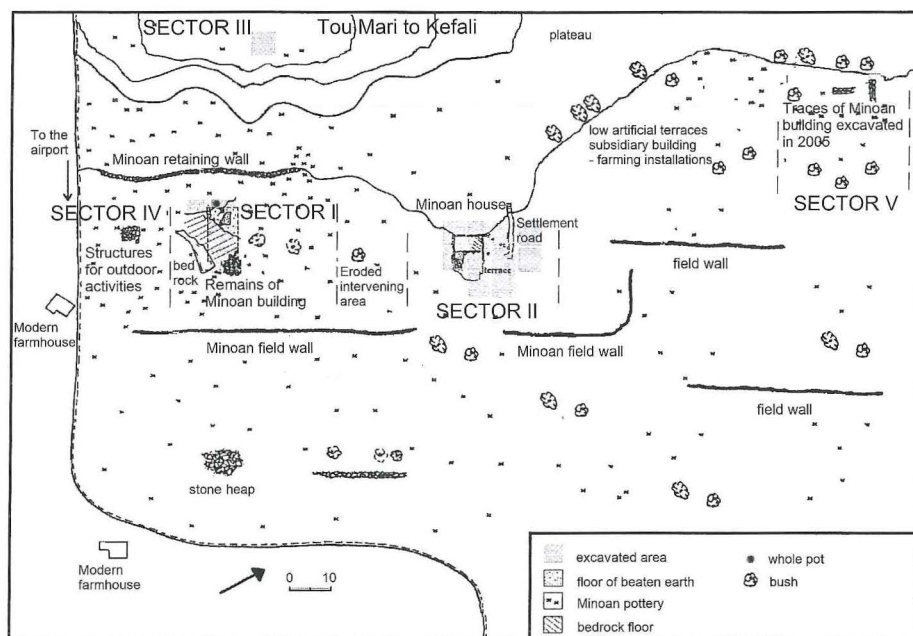 SECTOR III
Tou Mari to Kefali
plateau
To the
airport
Minoan retaining wall
low artificial terraces
subsidiary building
- farming installations
Traces of Minoan
building excavated
in 2005
SECTOR IV
SECTOR I
Minoan house
Settlement
road
SECTOR V
Structures
for outdoor
activities
bed
rock
Remains of
Minoan building
Eroded
intervening
area
terrace
field wall
SECTOR II
Modern
farmhouse
Minoan field wall
Minoan field wall
field wall
stone heap
Modern
farmhouse
0 10
excavated area
whole pot
floor of beaten earth
bush
Minoan pottery
bedrock floor